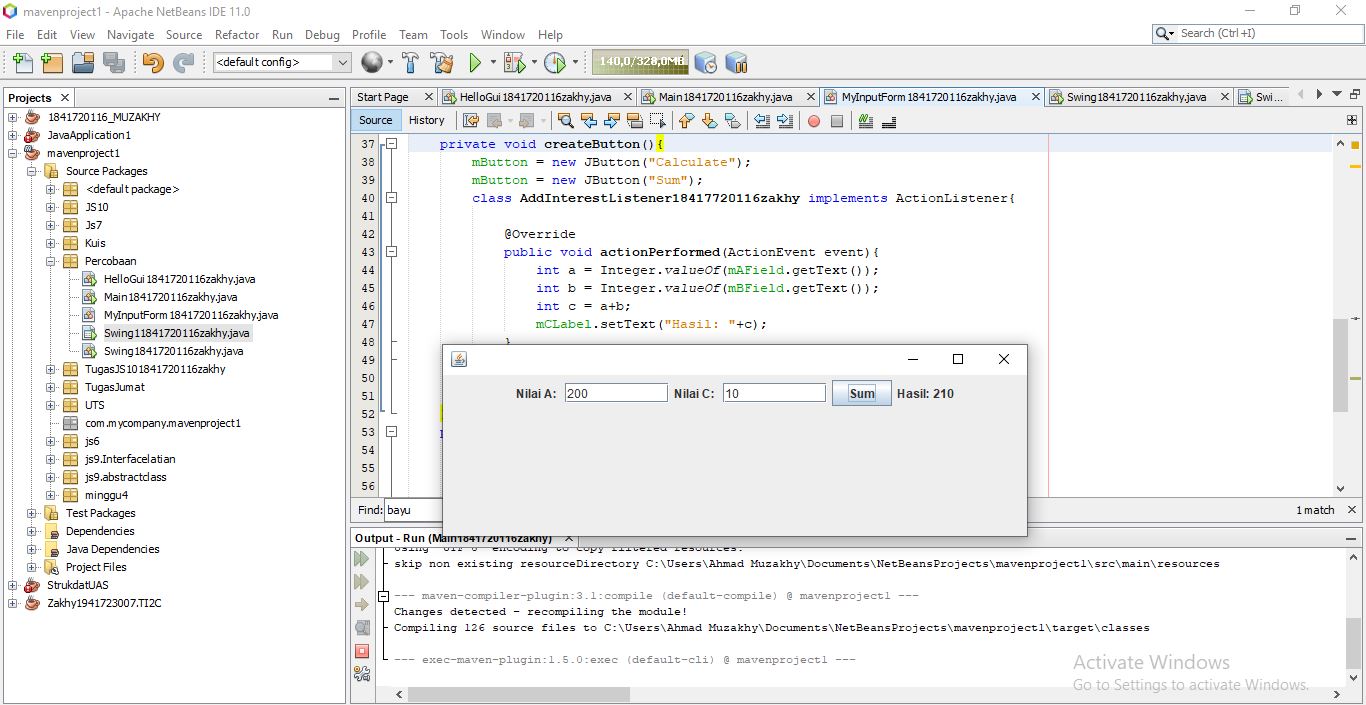 mavenproject1 - Apache NetBeans IDE 11.0
File Edit View Navigate Source Refactor Run Debug Profile Team Tools Window Help
Search (Ctrl+I)
<default config>
140,0/328,0MB
Projects
1841720116_MUZAKHY
JavaApplication1
mavenproject1
Source Packages
<default package>
JS10
Js7
Kuis
Percobaan
HelloGui1841720116zakhy.java
Main1841720116zakhy.java
MyInputForm1841720116zakhy.java
Swing11841720116zakhy.java
Swing1841720116zakhy.java
TugasJS101841720116zakhy
TugasJumat
UTS
com.mycompany.mavenproject1
js6
js9.Interfacelatian
js9.abstractclass
minggu4
Test Packages
Dependencies
Java Dependencies
Project Files
StrukdatUAS
Zakhy1941723007.TI2C
Start Page HelloGui1841720116zakhy.java Main1841720116zakhy.java MyInputForm1841720116zakhy.java Swing1841720116zakhy.java Swi...
Source History
37 private void createButton(){
38 mButton = new JButton("Calculate");
39 mButton = new JButton("Sum");
40 class AddInterestListener18417720116zakhy implements ActionListener{
41
42 @Override
43 public void actionPerformed(ActionEvent event){
44 int a = Integer.valueOf(mAField.getText());
45 int b = Integer.valueOf(mBField.getText());
46 int c = a+b;
47 mCLabel.setText("Hasil: "+c);
48 }
49
50
51
52
53
54
55
56
Nilai A: 200 Nilai C: 10 Sum Hasil: 210
Find: bayu
1 match
Output - Run (Main1841720116zakhy)
Using 'UTF-8' encoding to copy filtered resources.
skip non existing resourceDirectory C:\Users\Ahmad Muzakhy\Documents\NetBeansProjects\mavenproject1\src\main\resources
--- maven-compiler-plugin:3.1:compile (default-compile) @ mavenproject1 ---
Changes detected - recompiling the module!
Compiling 126 source files to C:\Users\Ahmad Muzakhy\Documents\NetBeansProjects\mavenproject1\target\classes
--- exec-maven-plugin:1.5.0:exec (default-cli) @ mavenproject1 ---
Activate Windows
Go to Settings to activate Windows.